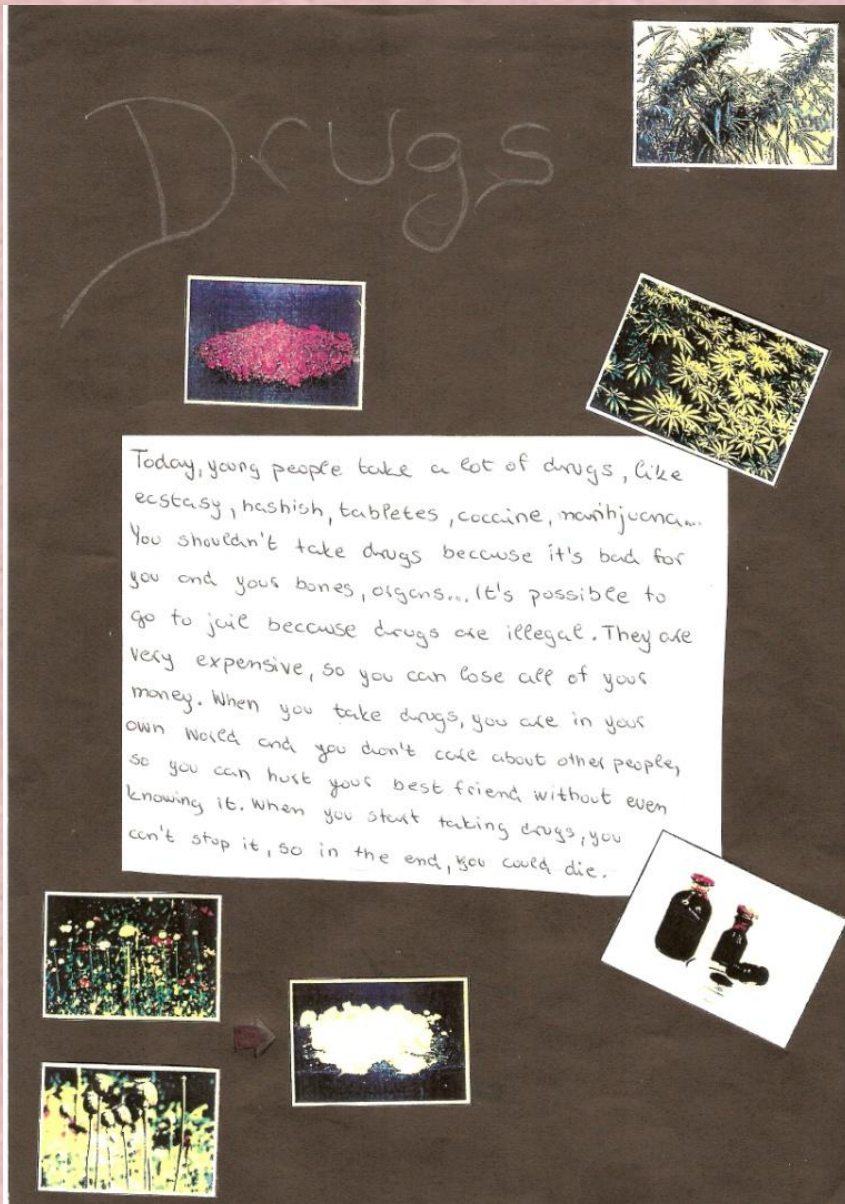 Drugs
Today, young people take a lot of drugs, like
ecstasy, hashish, tabletes, coccaine, marihjuana...
You shouldn't take drugs because it's bad for
you and your bones, organs... It's possible to
go to jail because drugs are illegal. They are
very expensive, so you can lose all of your
money. When you take drugs, you are in your
own world and you don't care about other people,
so you can hurt your best friend without even
knowing it. When you start taking drugs, you
can't stop it, so in the end, you could die.